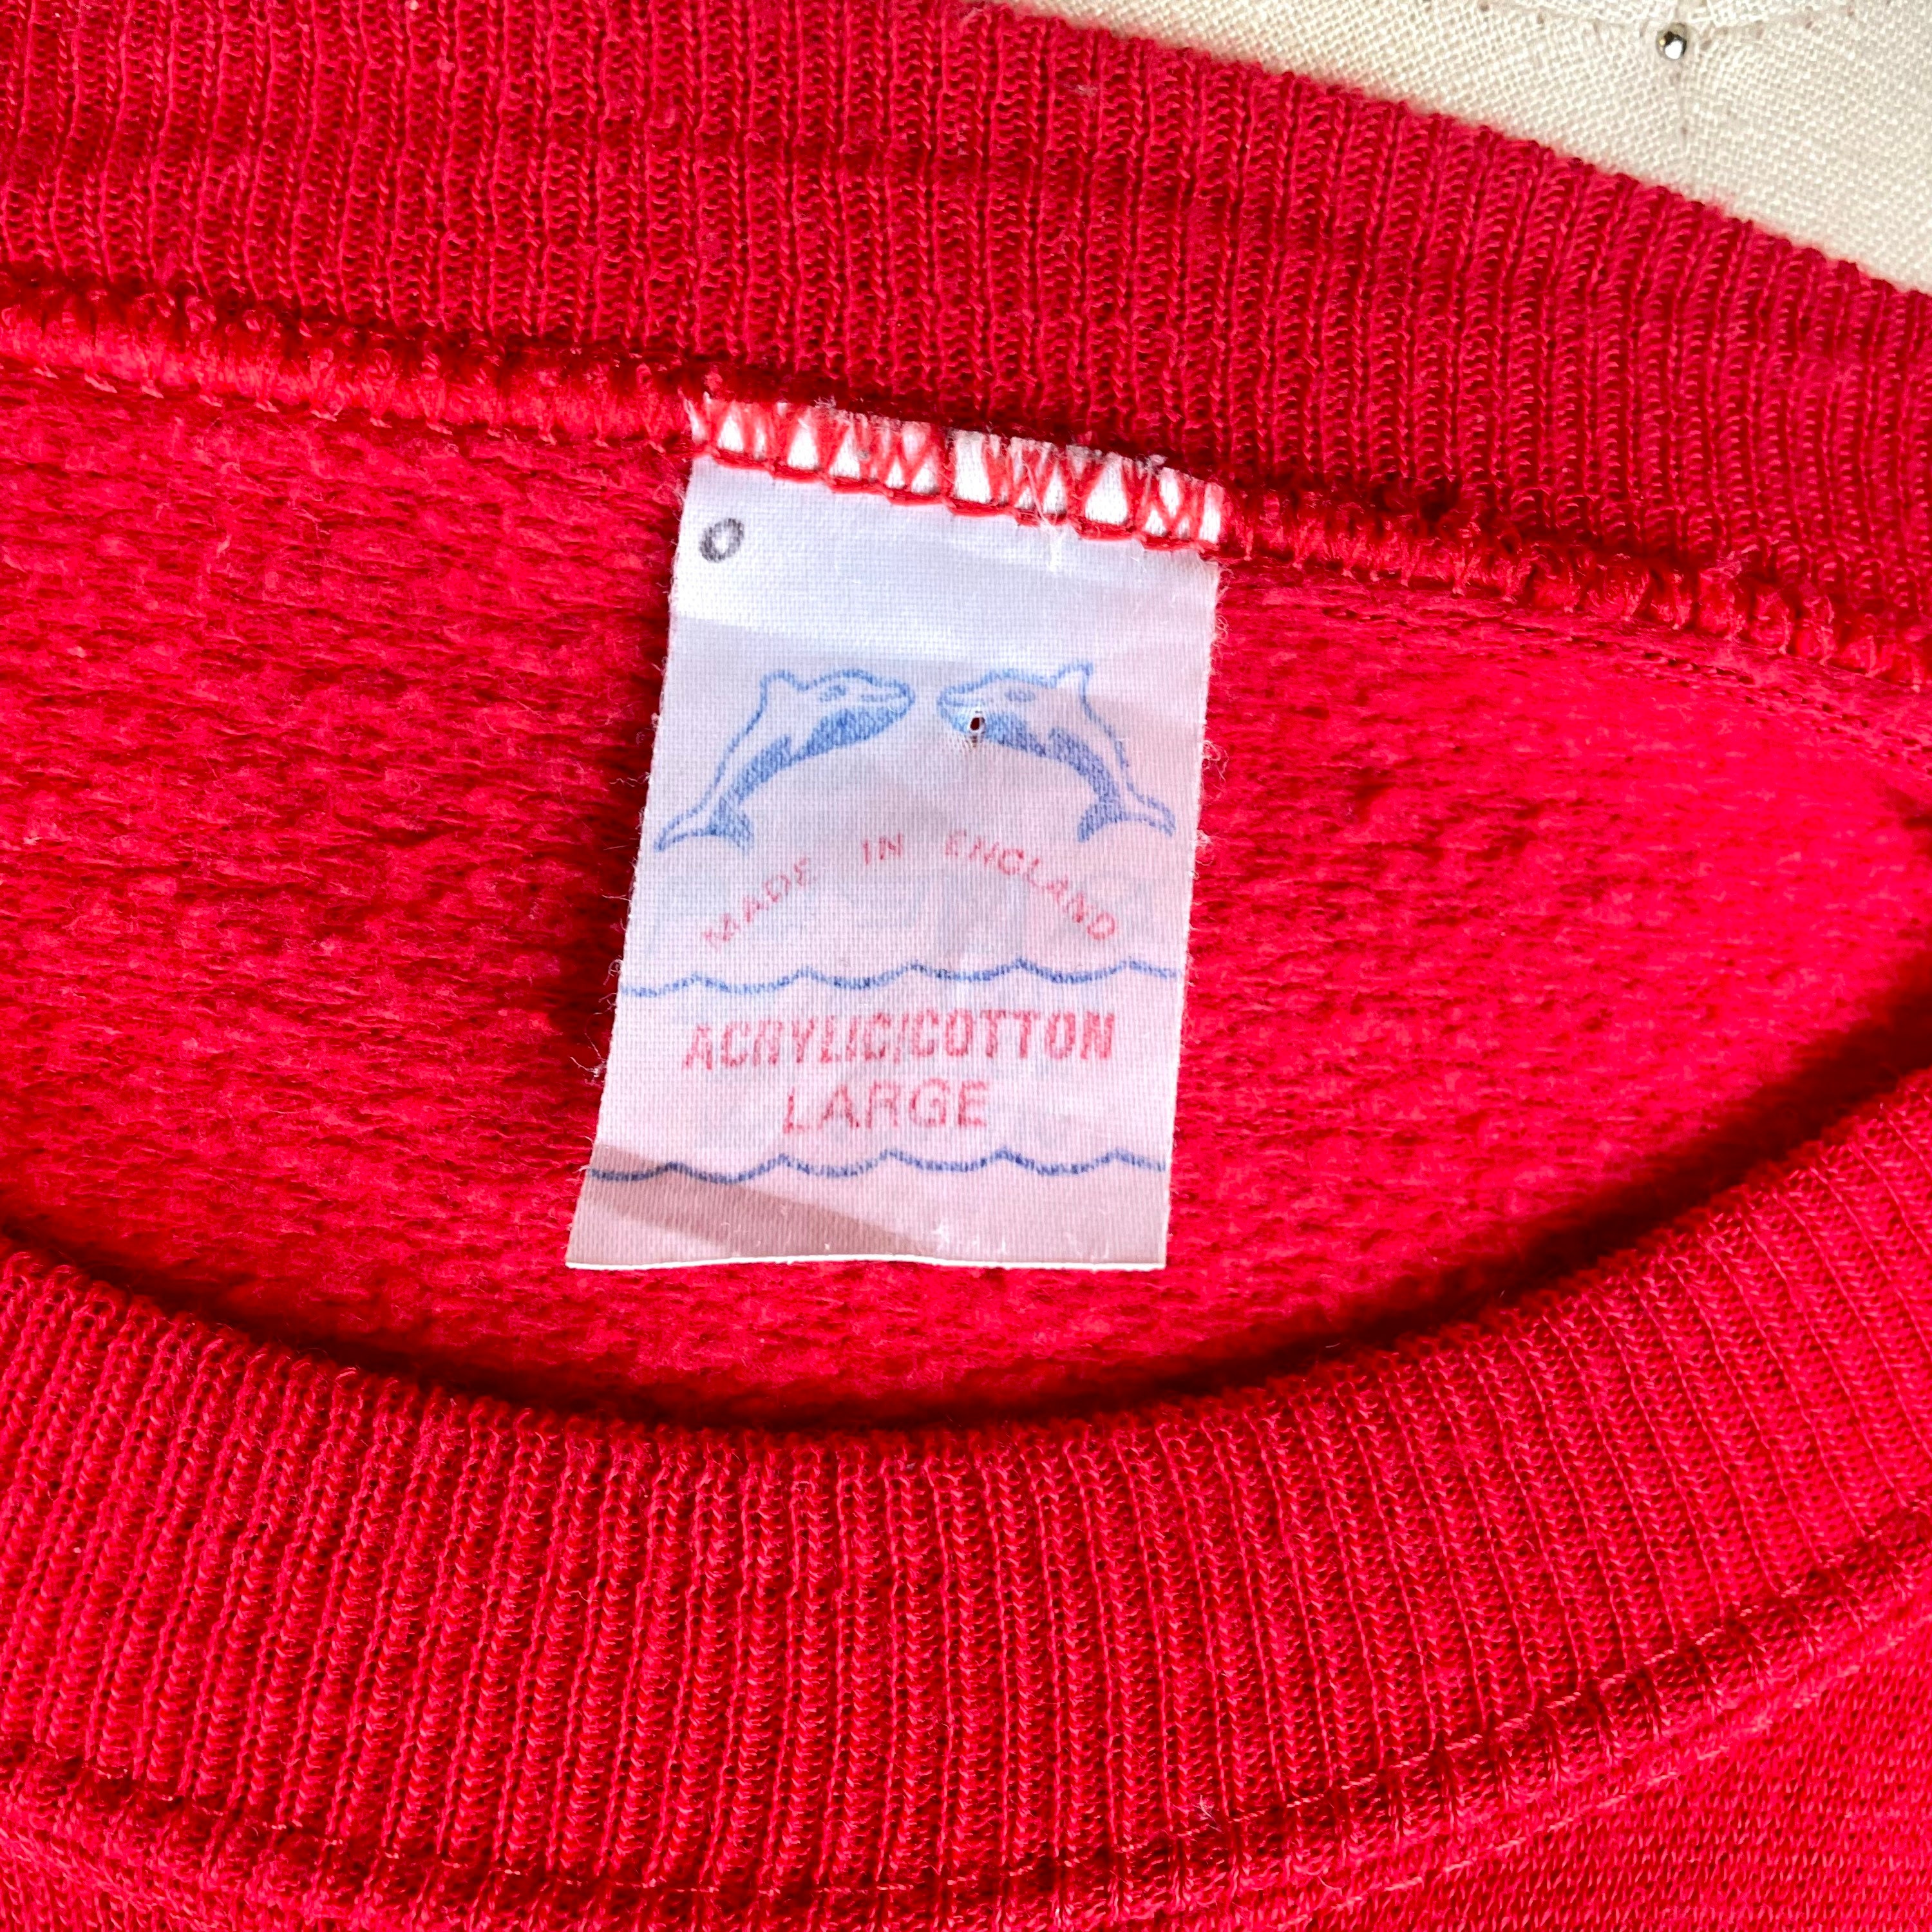 O
MADE IN ENGLAND
ACRYLIC/COTTON
LARGE